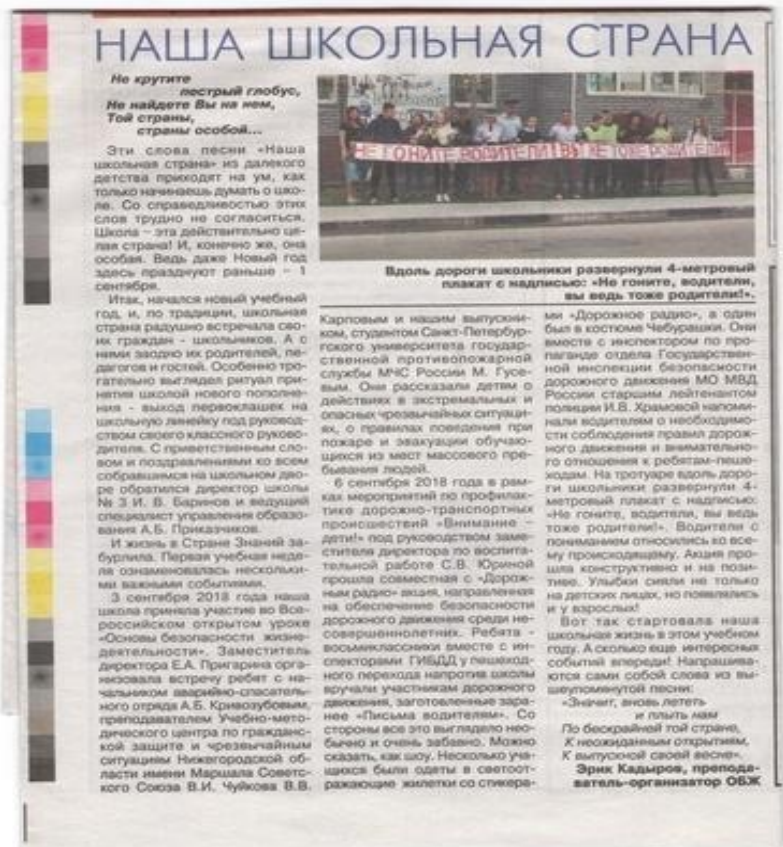 НАША ШКОЛЬНАЯ СТРАНА
Не крутите
пестрый глобус,
Не найдете Вы на нем,
Той страны,
страны особой...
Эти слова песни «Наша
школьная страна» из далекого
детства приходят на ум, как
только начинаешь думать о шко-
ле. Со справедливостью этих
слов трудно не согласиться.
Школа – эта действительно це-
лая страна! И, конечно же, она
особая. Ведь даже Новый год
здесь празднуют раньше – 1
сентября.
Итак, начался новый учебный
год, и, по традиции, школьная
страна радушно встречала сво-
их граждан - школьников. А с
ними заодно их родителей, пе-
дагогов и гостей. Особенно тро-
гательно выглядел ритуал при-
нятия школой нового пополне-
ния - выход первоклашек на
школьную линейку под руковод-
ством своего классного руково-
дителя. С приветственным сло-
вом и поздравлениями ко всем
собравшимся на школьном дво-
ре обратился директор школы
№ 3 И. В. Баринов и ведущий
специалист управления образо-
вания А.Б. Приказчиков.
И жизнь в Стране Знаний за-
бурлила. Первая учебная неде-
ля ознаменовалась нескольки-
ми важными событиями.
3 сентября 2018 года наша
школа приняла участие во Все-
российском открытом уроке
«Основы безопасности жизне-
деятельности». Заместитель
директора Е.А. Пригарина орга-
низовала встречу ребят с на-
чальником аварийно-спасатель-
ного отряда А.Б. Кривозубовым,
преподавателем Учебно-мето-
дического центра по граждан-
ской защите и чрезвычайным
ситуациям Нижегородской об-
ласти имени Маршала Советс-
кого Союза В.И. Чуйкова В.В.
НЕ ГОНИТЕ, ВОДИТЕЛИ! ВЫ ЖЕ ТОЖЕ РОДИТЕЛИ!
Вдоль дороги школьники развернули 4-метровый
плакат с надписью: «Не гоните, водители,
вы ведь тоже родители!».
Карповым и нашим выпускни-
ком, студентом Санкт-Петербур-
гского университета государ-
ственной противопожарной
службы МЧС России М. Гусе-
вым. Они рассказали детям о
действиях в экстремальных и
опасных чрезвычайных ситуаци-
ях, о правилах поведения при
пожаре и эвакуации обучаю-
щихся из мест массового пре-
бывания людей.
6 сентября 2018 года в рам-
ках мероприятий по профилак-
тике дорожно-транспортных
происшествий «Внимание –
дети!» под руководством заме-
стителя директора по воспита-
тельной работе С.В. Юриной
прошла совместная с «Дорож-
ным радио» акция, направленная
на обеспечение безопасности
дорожного движения среди не-
совершеннолетних. Ребята -
восьмиклассники вместе с ин-
спекторами ГИБДД у пешеход-
ного перехода напротив школы
вручали участникам дорожного
движения, заготовленные зара-
нее «Письма водителям». Со
стороны все это выглядело нео-
бычно и очень забавно. Можно
сказать, как шоу. Несколько уча-
щихся были одеты в светоот-
ражающие жилетки со стикера-
ми «Дорожное радио», а один
был в костюме Чебурашки. Они
вместе с инспектором по про-
паганде отдела Государствен-
ной инспекции безопасности
дорожного движения МО МВД
России старшим лейтенантом
полиции И.В. Храмовой напоми-
нали водителям о необходимо-
сти соблюдения правил дорож-
ного движения и внимательно-
го отношения к ребятам-пеше-
ходам. На тротуаре вдоль доро-
ги школьники развернули 4-
метровый плакат с надписью:
«Не гоните, водители, вы ведь
тоже родители!». Водители с
пониманием относились ко все-
му происходящему. Акция про-
шла конструктивно и на пози-
тиве. Улыбки сияли не только
на детских лицах, но появлялись
и у взрослых!
Вот так стартовала наша
школьная жизнь в этом учебном
году. А сколько еще интересных
событий впереди! Напрашива-
ются сами собой слова из вы-
шеупомянутой песни:
«Значит, вновь лететь
и плыть нам
По бескрайней той стране,
К неожиданным открытиям,
К выпускной своей весне».
Эрик Кадыров, препода-
ватель-организатор ОБЖ